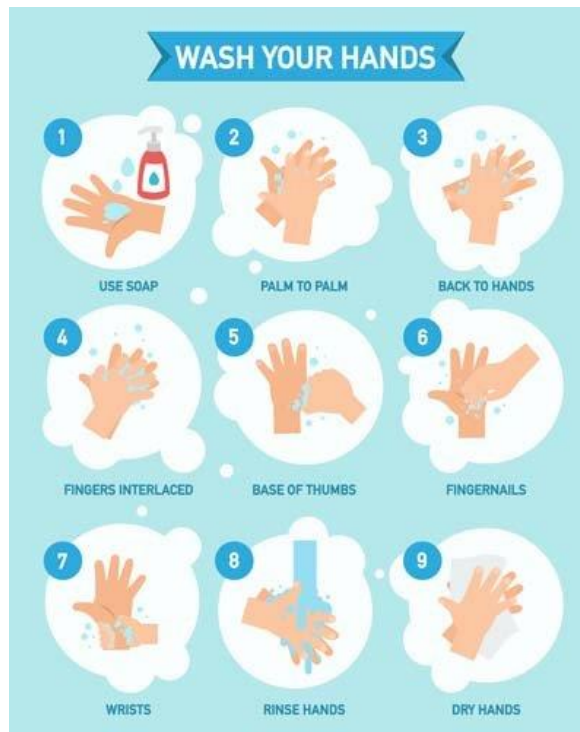 WASH YOUR HANDS
1
USE SOAP
2
PALM TO PALM
3
BACK TO HANDS
4
FINGERS INTERLACED
5
BASE OF THUMBS
6
FINGERNAILS
7
WRISTS
8
RINSE HANDS
9
DRY HANDS